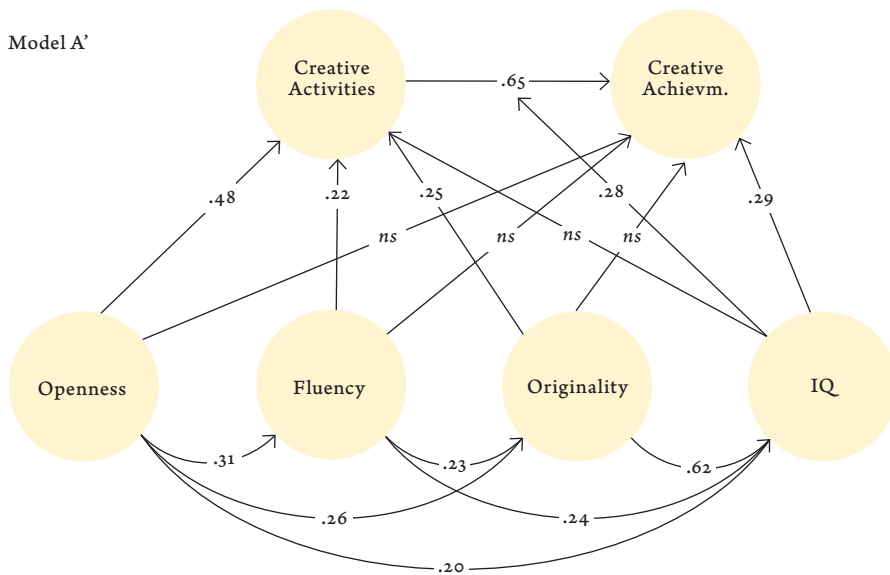 Model A’
Creative
Activities
Creative
Achievm.
.65
.48
.22
.25
.28
.29
ns
ns
ns
ns
Openness
Fluency
Originality
IQ
.31
.23
.62
.26
.24
.20